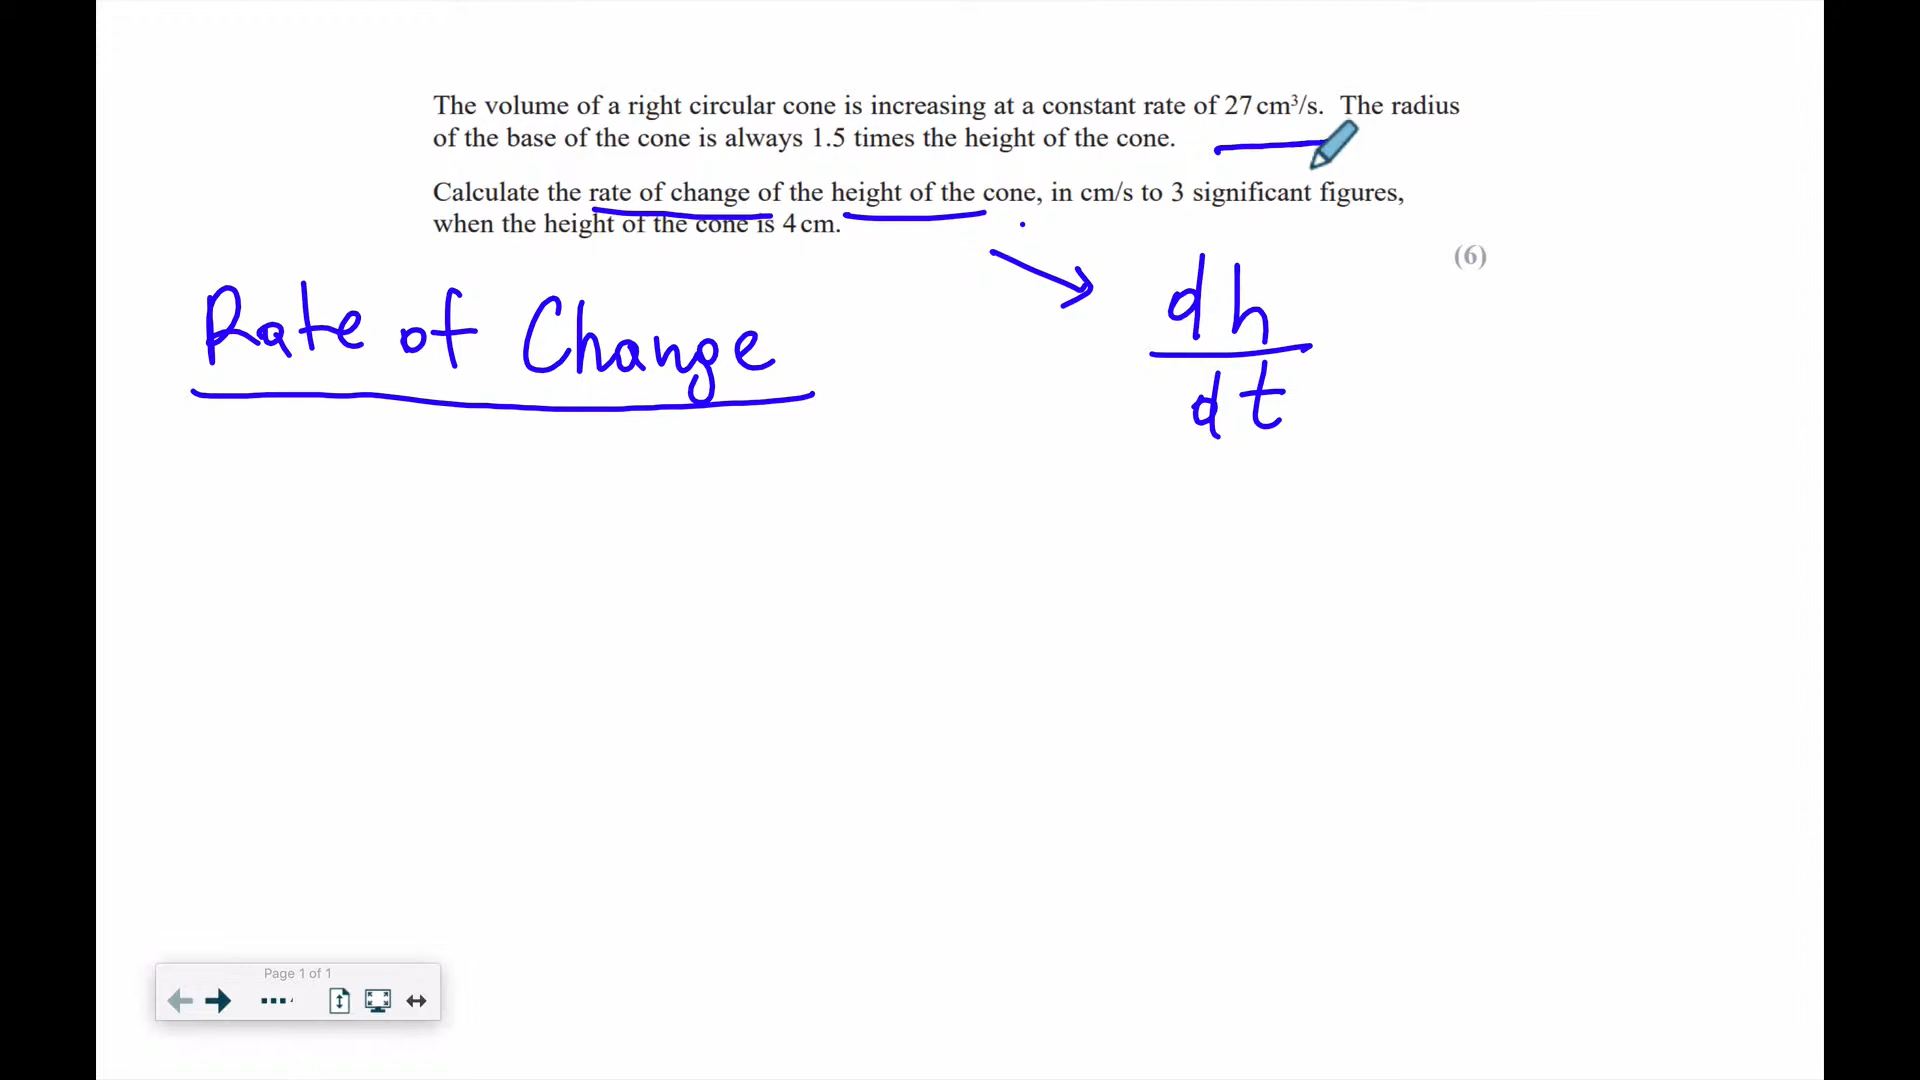 The volume of a right circular cone is increasing at a constant rate of 27 cm³/s. The radius
of the base of the cone is always 1.5 times the height of the cone.
Calculate the rate of change of the height of the cone, in cm/s to 3 significant figures,
when the height of the cone is 4 cm.
(6)
Rate of Change
dh
dt
Page 1 of 1